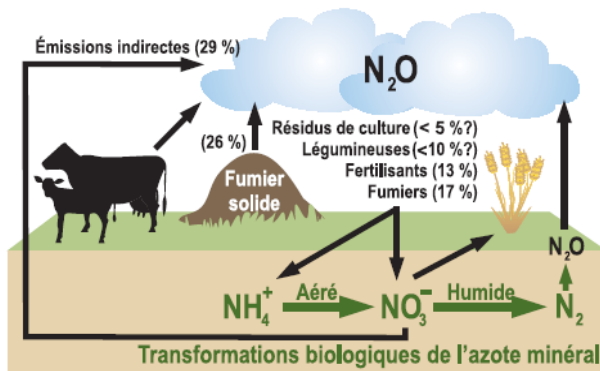 Émissions indirectes (29 %)
N₂O
(26 %)
Résidus de culture (< 5 %?)
Légumineuses (<10 %?)
Fertilisants (13 %)
Fumiers (17 %)
Fumier
solide
N₂O
NH₄⁺ Aéré NO₃⁻ Humide N₂
Transformations biologiques de l'azote minéral